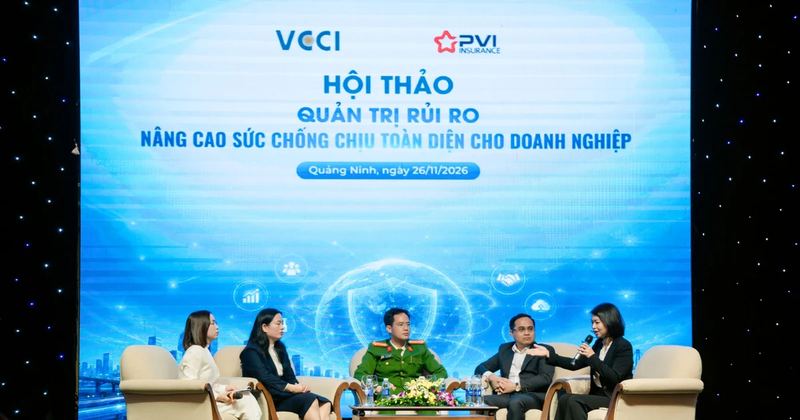 VCCI
PVI
INSURANCE
HỘI THẢO
QUẢN TRỊ RỦI RO
NÂNG CAO SỨC CHỐNG CHỊU TOÀN DIỆN CHO DOANH NGHIỆP
Quảng Ninh, ngày 26/11/2026